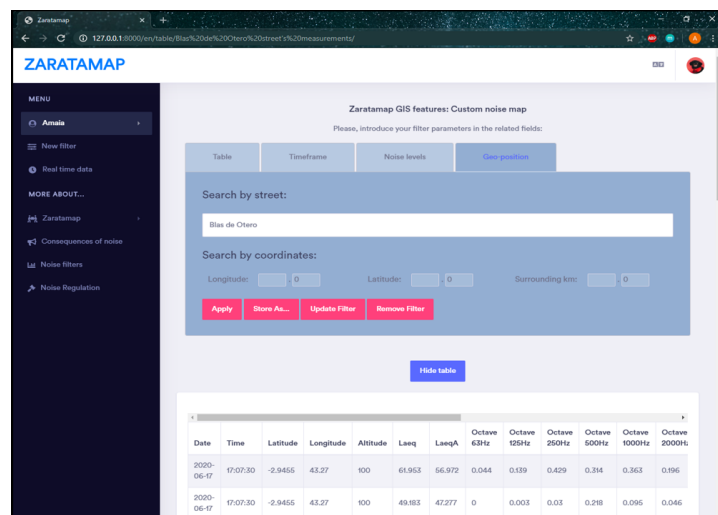 Zaratamap
127.0.0.1:8000/en/table/Blas%20de%20Otero%20street's%20measurements/
ZARATAMAP
MENU
Amaia
New filter
Real time data
MORE ABOUT...
Zaratamap
Consequences of noise
Noise filters
Noise Regulation
Zaratamap GIS features: Custom noise map
Please, introduce your filter parameters in the related fields:
Table Timeframe Noise levels Geo-position
Search by street:
Blas de Otero
Search by coordinates:
Longitude: . 0 Latitude: . 0 Surrounding km: . 0
Apply Store As... Update Filter Remove Filter
Hide table
Date Time Latitude Longitude Altitude Laeq LaeqA Octave 63Hz Octave 125Hz Octave 250Hz Octave 500Hz Octave 1000Hz Octave 2000Hz
2020-06-17 17:07:30 -2.9455 43.27 100 61.953 56.972 0.044 0.139 0.429 0.314 0.363 0.196
2020-06-17 17:07:30 -2.9455 43.27 100 49.183 47.277 0 0.003 0.03 0.218 0.095 0.046